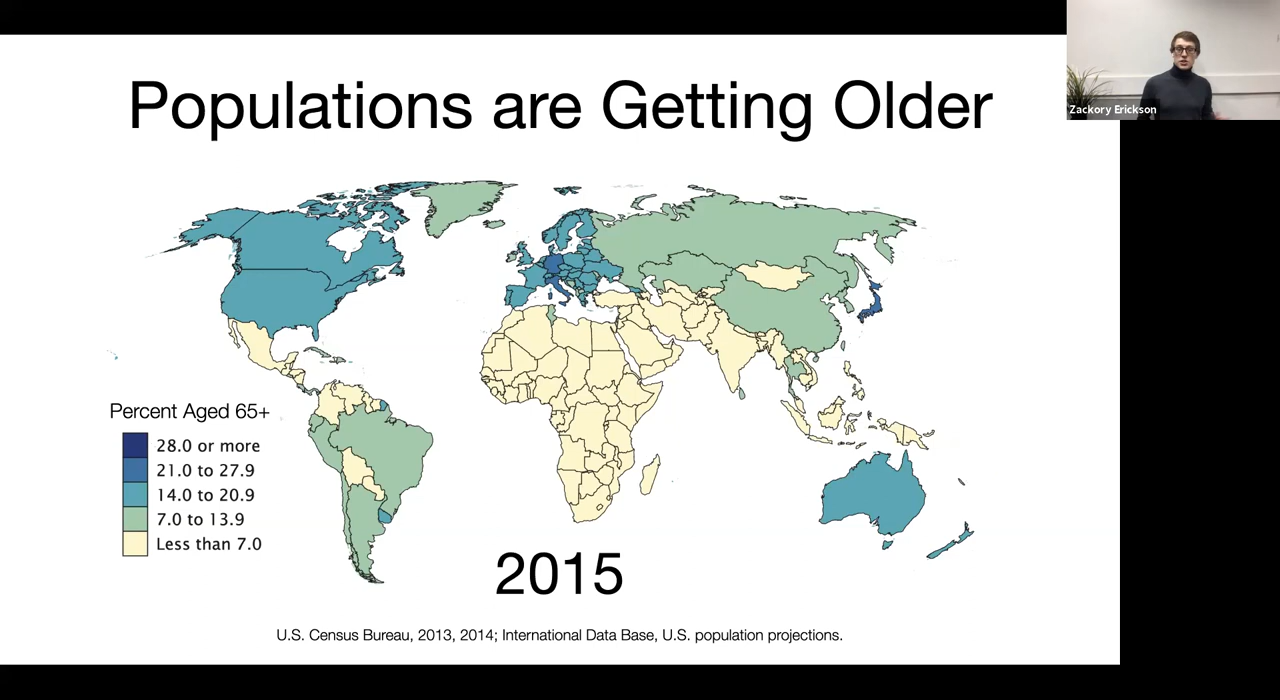 Populations are Getting Older
Zackory Erickson
Percent Aged 65+
28.0 or more
21.0 to 27.9
14.0 to 20.9
7.0 to 13.9
Less than 7.0
2015
U.S. Census Bureau, 2013, 2014; International Data Base, U.S. population projections.